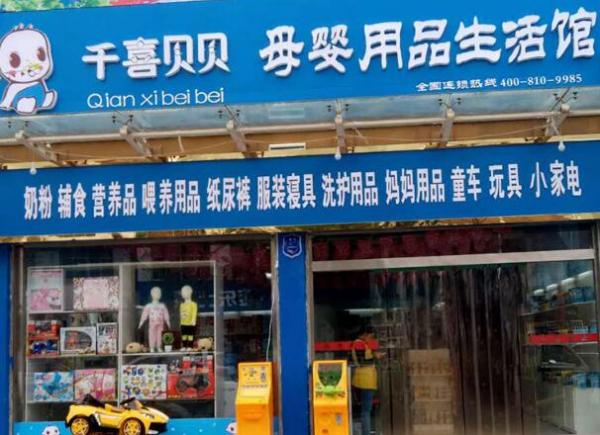 千喜贝贝 母婴用品生活馆
Qian xi bei bei
全国连锁热线 400-810-9985
奶粉 辅食 营养品 喂养用品 纸尿裤 服装寝具 洗护用品 妈妈用品 童车 玩具 小家电